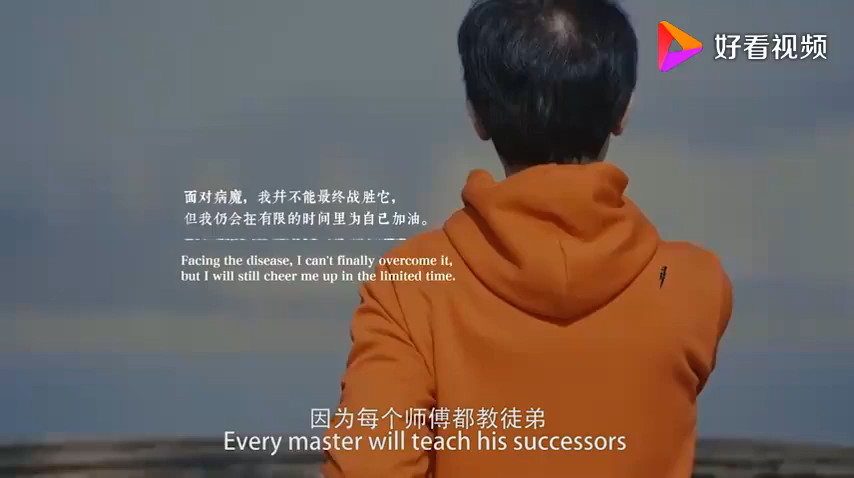 好看视频
面对病魔，我并不能最终战胜它，
但我仍会在有限的时间里为自己加油。
Facing the disease, I can't finally overcome it,
but I will still cheer me up in the limited time.
因为每个师傅都教徒弟
Every master will teach his successors